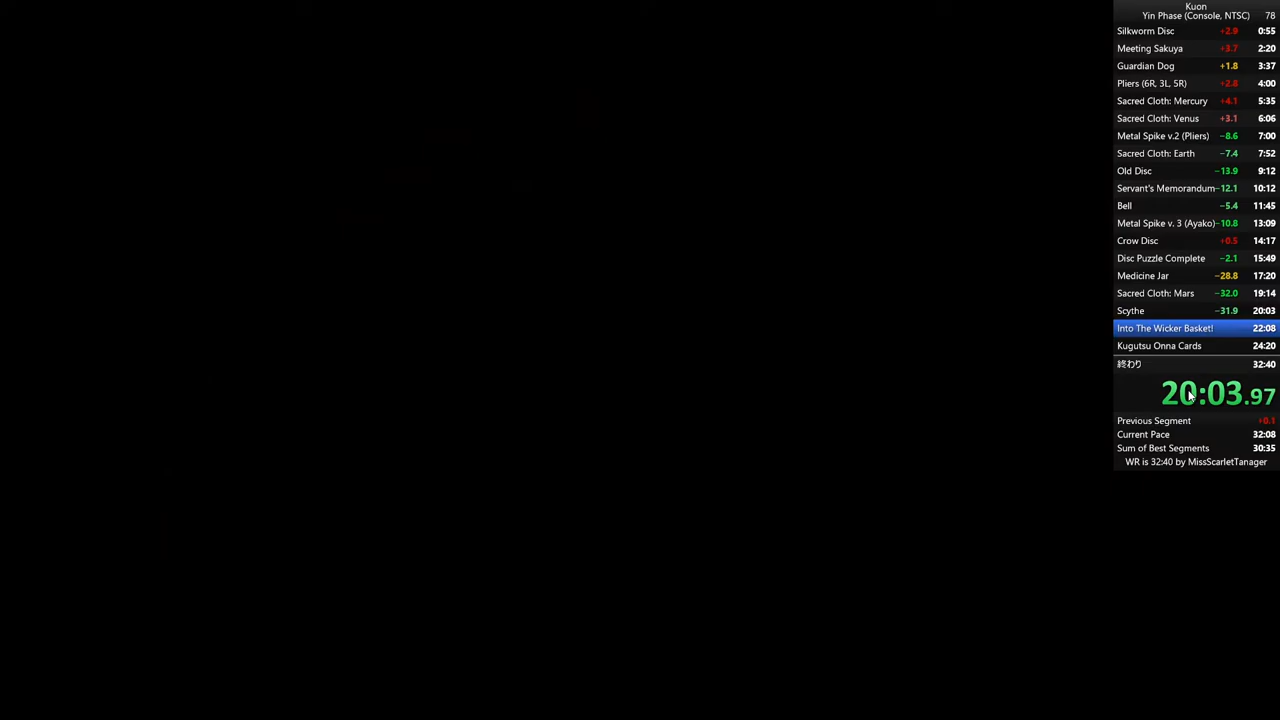 Kuon
Yin Phase (Console, NTSC) 78
Silkworm Disc +2.9 0:55
Meeting Sakuya +3.7 2:20
Guardian Dog +1.8 3:37
Pliers (6R, 3L, 5R) +2.8 4:00
Sacred Cloth: Mercury +4.1 5:35
Sacred Cloth: Venus +3.1 6:06
Metal Spike v.2 (Pliers) −8.6 7:00
Sacred Cloth: Earth −7.4 7:52
Old Disc −13.9 9:12
Servant's Memorandum −12.1 10:12
Bell −5.4 11:45
Metal Spike v. 3 (Ayako) −10.8 13:09
Crow Disc +0.5 14:17
Disc Puzzle Complete −2.1 15:49
Medicine Jar −28.8 17:20
Sacred Cloth: Mars −32.0 19:14
Scythe −31.9 20:03
Into The Wicker Basket! 22:08
Kugutsu Onna Cards 24:20
終わり 32:40
20:03.97
Previous Segment +0.1
Current Pace 32:08
Sum of Best Segments 30:35
WR is 32:40 by MissScarletTanager